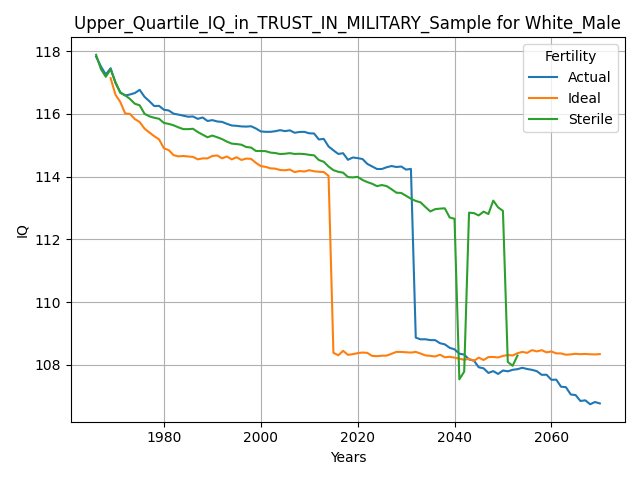 Upper_Quartile_IQ_in_TRUST_IN_MILITARY_Sample for White_Male
118
116
114
112
110
108
IQ
Fertility
Actual
Ideal
Sterile
1980
2000
2020
2040
2060
Years